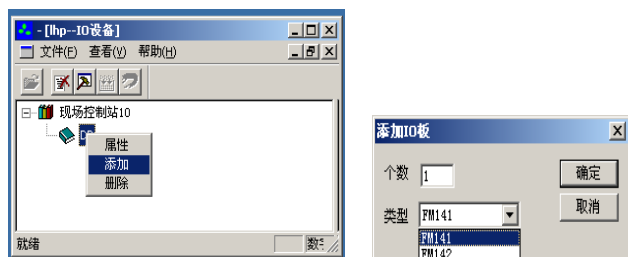 - [lhp--IO设备]
文件(F) 查看(V) 帮助(H)
现场控制站10
属性
添加
删除
就绪
添加IO板
个数 1
确定
类型 FM141
取消
FM141
FM142